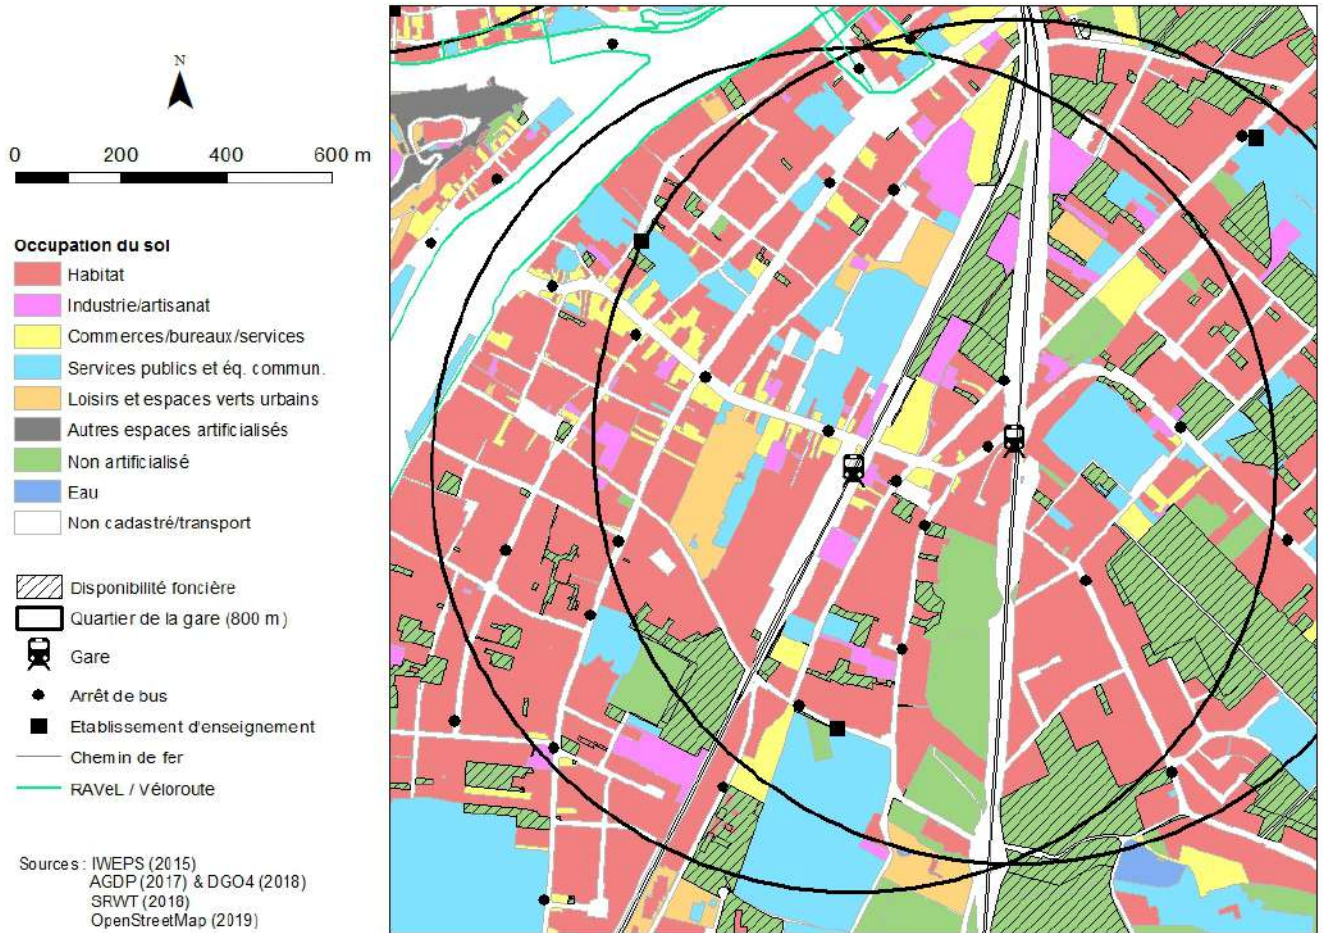 N
0 200 400 600 m
Occupation du sol
Habitat
Industrie/artisanat
Commerces/bureaux/services
Services publics et éq. commun.
Loisirs et espaces verts urbains
Autres espaces artificialisés
Non artificialisé
Eau
Non cadastré/transport
Disponibilité foncière
Quartier de la gare (800 m)
Gare
Arrêt de bus
Etablissement d'enseignement
Chemin de fer
RAVeL / Véloroute
Sources : IWEPS (2015)
AGDP (2017) & DGO4 (2018)
SRWT (2018)
OpenStreetMap (2019)